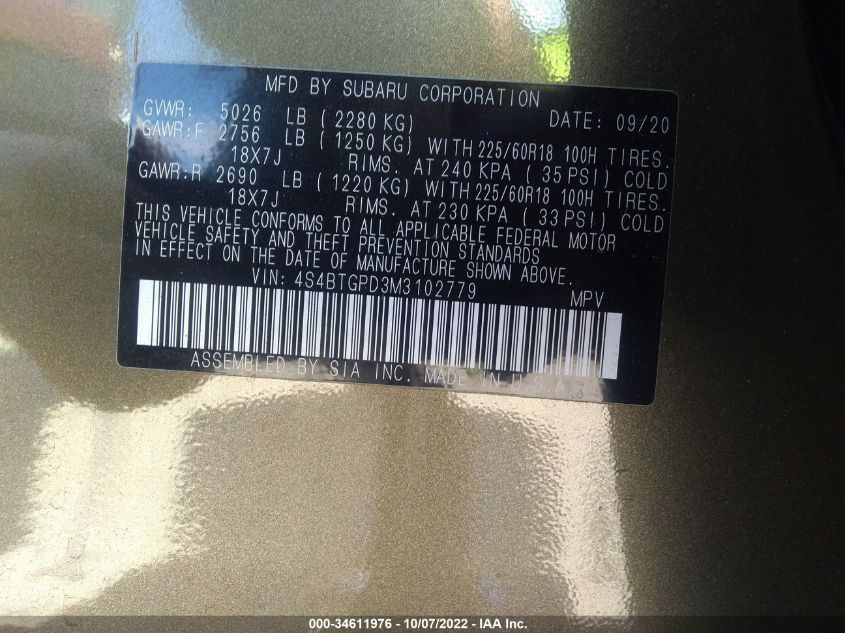 MFD BY SUBARU CORPORATION
GVWR: 5026 LB ( 2280 KG) DATE: 09/20
GAWR:F 2756 LB ( 1250 KG) WITH 225/60R18 100H TIRES.
18X7J RIMS. AT 240 KPA ( 35 PSI) COLD
GAWR:R 2690 LB ( 1220 KG) WITH 225/60R18 100H TIRES.
18X7J RIMS. AT 230 KPA ( 33 PSI) COLD
THIS VEHICLE CONFORMS TO ALL APPLICABLE FEDERAL MOTOR
VEHICLE SAFETY AND THEFT PREVENTION STANDARDS
IN EFFECT ON THE DATE OF MANUFACTURE SHOWN ABOVE.
VIN: 4S4BTGPD3M3102779 MPV
ASSEMBLED BY SIA INC. MADE IN U.S.A.
000-34611976 - 10/07/2022 - IAA Inc.